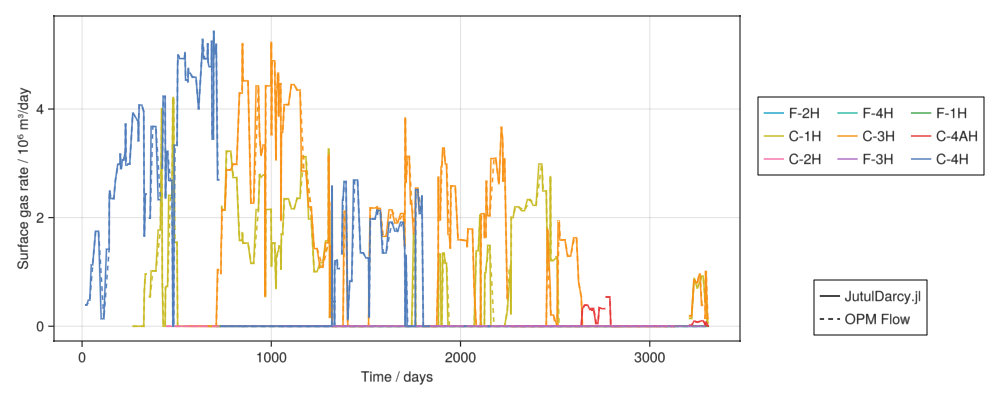 Surface gas rate / 10⁶ m³/day
4
2
0
0 1000 2000 3000
Time / days
F-2H F-4H F-1H
C-1H C-3H C-4AH
C-2H F-3H C-4H
JutulDarcy.jl
OPM Flow